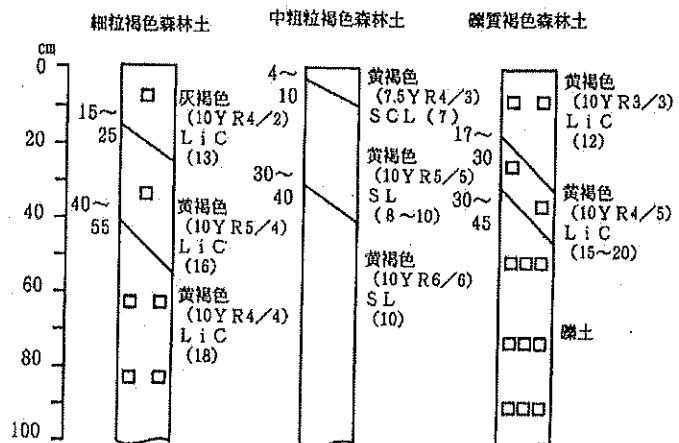 細粒褐色森林土
中粗粒褐色森林土
礫質褐色森林土
cm
0
20
40
60
80
100
15～
25
40～
55
灰褐色
(10YR4/2)
LiC
(13)
黄褐色
(10YR5/4)
LiC
(16)
黄褐色
(10YR4/4)
LiC
(18)
4～
10
30～
40
黄褐色
(7.5YR4/3)
SCL(7)
黄褐色
(10YR5/5)
SL
(8～10)
黄褐色
(10YR6/6)
SL
(10)
17～
30
30～
45
黄褐色
(10YR3/3)
LiC
(12)
黄褐色
(10YR4/5)
LiC
(15～20)
礫土